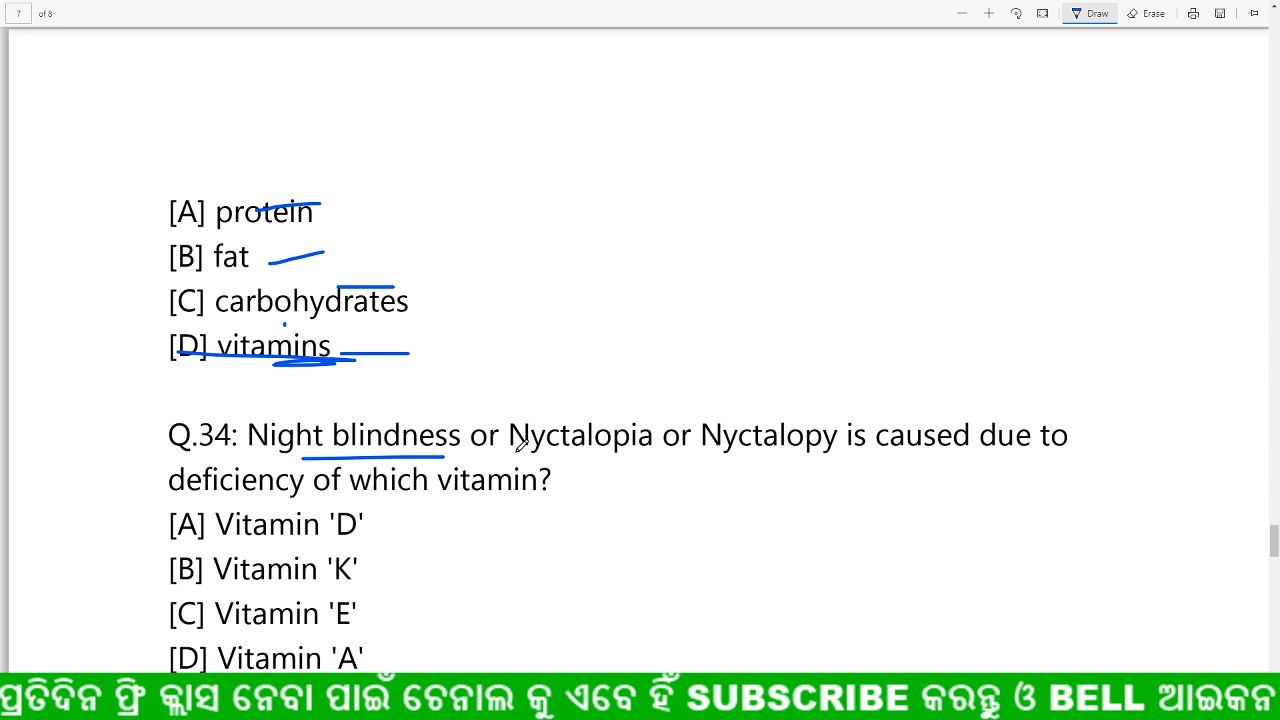 7 of 8
Draw Erase
[A] protein
[B] fat
[C] carbohydrates
[D] vitamins
Q.34: Night blindness or Nyctalopia or Nyctalopy is caused due to
deficiency of which vitamin?
[A] Vitamin 'D'
[B] Vitamin 'K'
[C] Vitamin 'E'
[D] Vitamin 'A'
ପ୍ରତିଦିନ ଫ୍ରି କ୍ଲାସ ନେବା ପାଇଁ ଚେନାଲ କୁ ଏବେ ହିଁ SUBSCRIBE କରନ୍ତୁ ଓ BELL ଆଇକନ